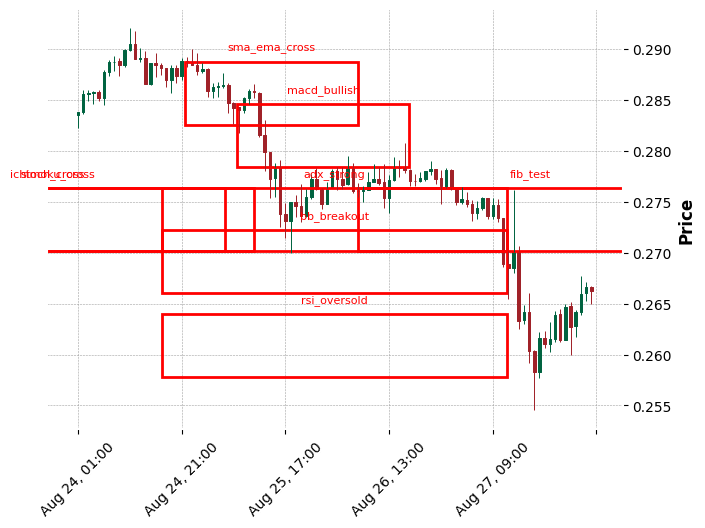 sma_ema_cross
macd_bullish
stoch_cross
adx_strong
fib_test
bb_breakout
rsi_oversold
0.290
0.285
0.280
0.275
0.270
0.265
0.260
0.255
Price
Aug 24, 01:00
Aug 24, 21:00
Aug 25, 17:00
Aug 26, 13:00
Aug 27, 09:00